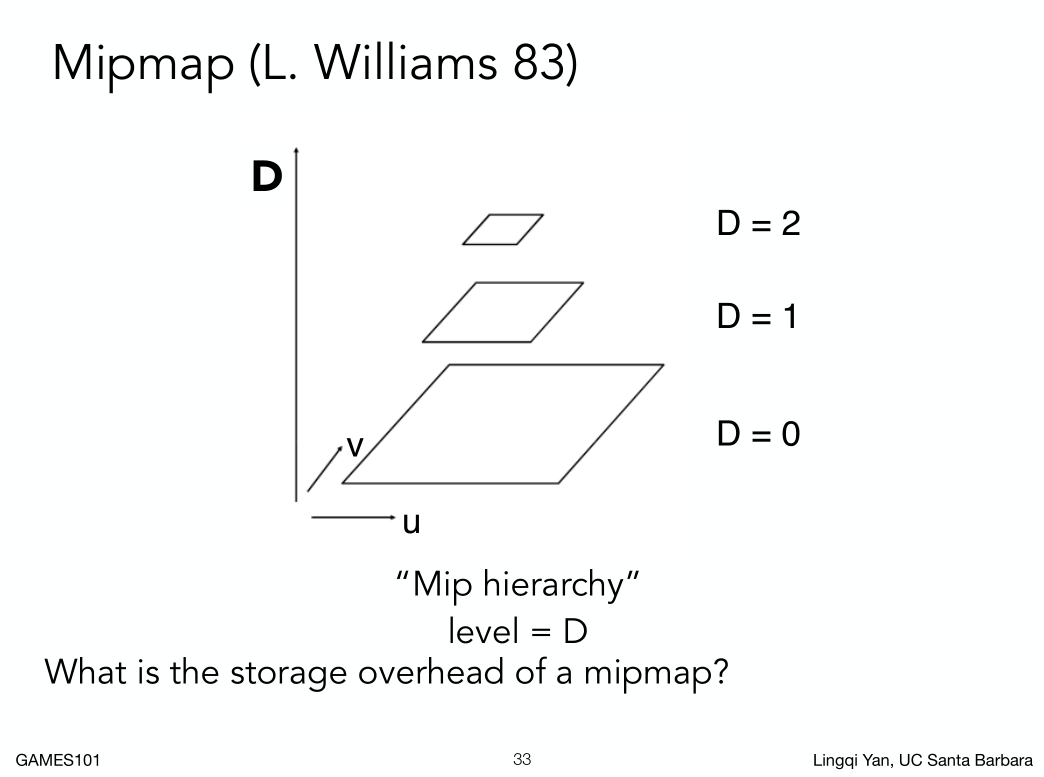 Mipmap (L. Williams 83)
D
D = 2
D = 1
D = 0
v
u
“Mip hierarchy”
level = D
What is the storage overhead of a mipmap?
GAMES101
33
Lingqi Yan, UC Santa Barbara